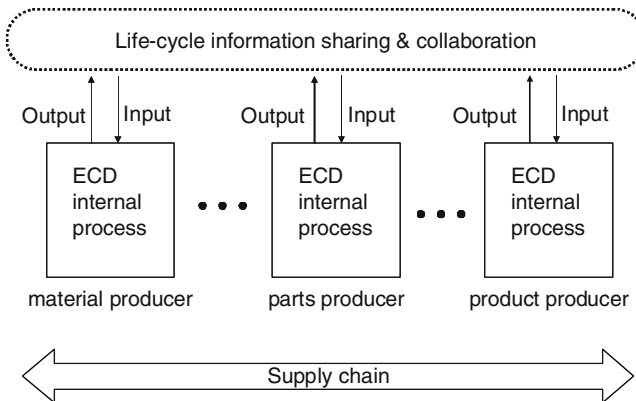 Life-cycle information sharing & collaboration
Output Input Output Input Output Input
ECD internal process
ECD internal process
ECD internal process
material producer parts producer product producer
Supply chain